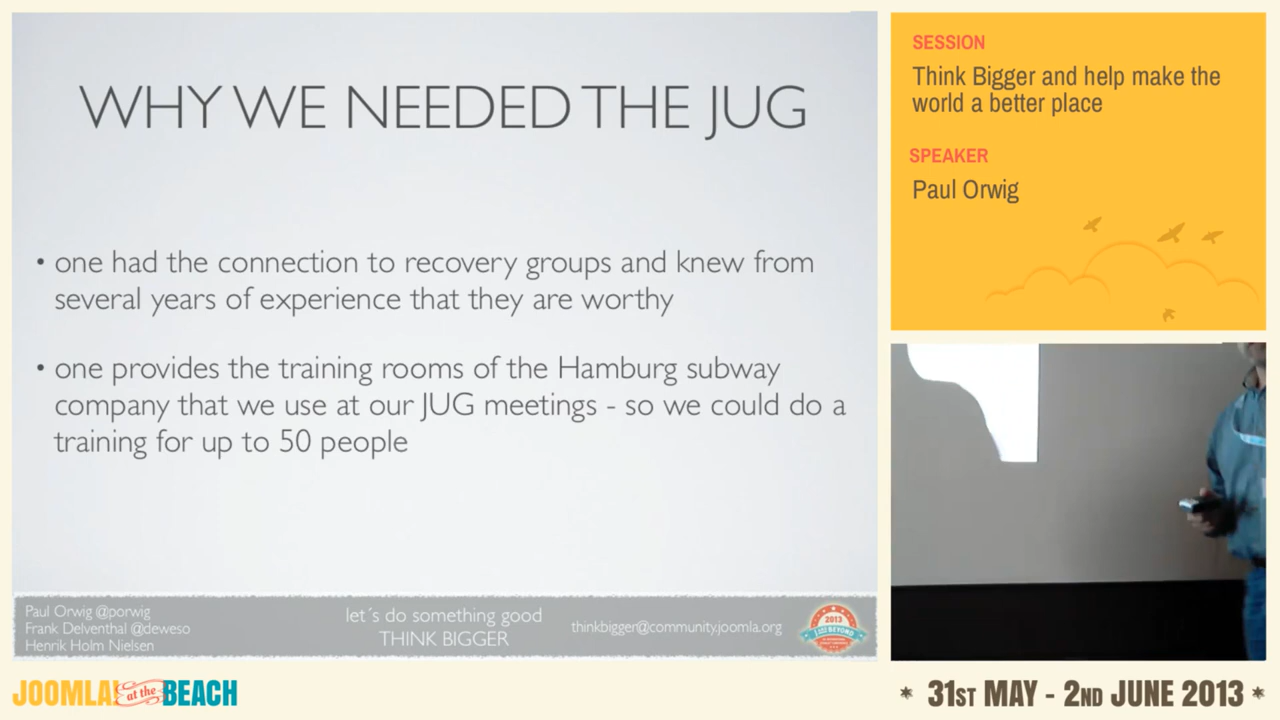 WHY WE NEEDED THE JUG
• one had the connection to recovery groups and knew from
several years of experience that they are worthy
• one provides the training rooms of the Hamburg subway
company that we use at our JUG meetings - so we could do a
training for up to 50 people
Paul Orwig @porwig
Frank Delventhal @deweso
Henrik Holm Nielsen
let´s do something good
THINK BIGGER
thinkbigger@community.joomla.org
2013
BEYOND
SESSION
Think Bigger and help make the
world a better place
SPEAKER
Paul Orwig
JOOMLA! at the BEACH
* 31ST MAY - 2ND JUNE 2013 *